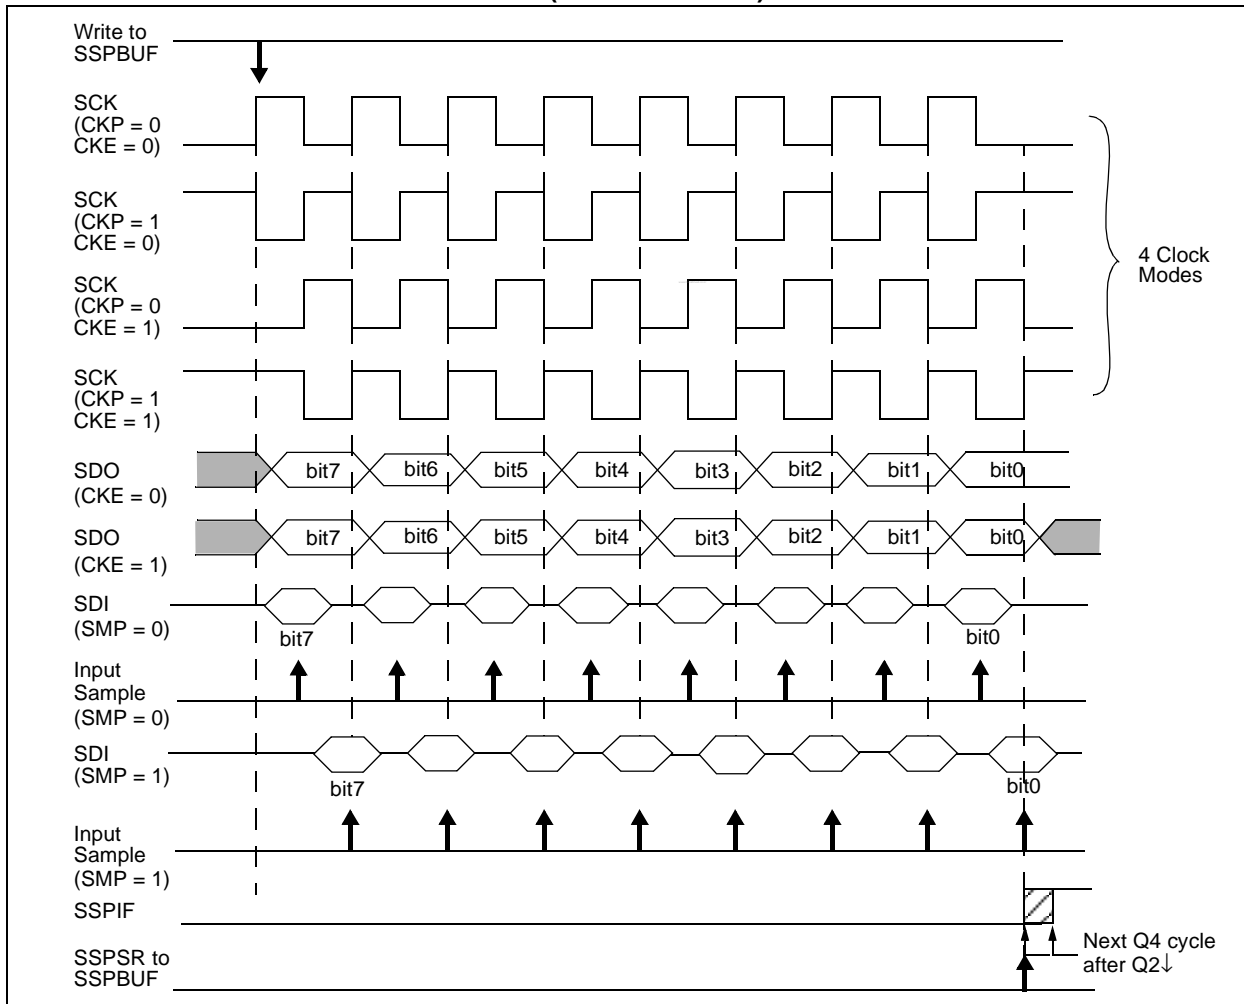 Write to
SSPBUF
SCK
(CKP = 0
CKE = 0)
SCK
(CKP = 1
CKE = 0)
4 Clock
Modes
SCK
(CKP = 0
CKE = 1)
SCK
(CKP = 1
CKE = 1)
SDO
(CKE = 0)
bit7 bit6 bit5 bit4 bit3 bit2 bit1 bit0
SDO
(CKE = 1)
bit7 bit6 bit5 bit4 bit3 bit2 bit1 bit0
SDI
(SMP = 0)
bit7 bit0
Input
Sample
(SMP = 0)
SDI
(SMP = 1)
bit7 bit0
Input
Sample
(SMP = 1)
SSPIF
Next Q4 cycle
after Q2↓
SSPSR to
SSPBUF